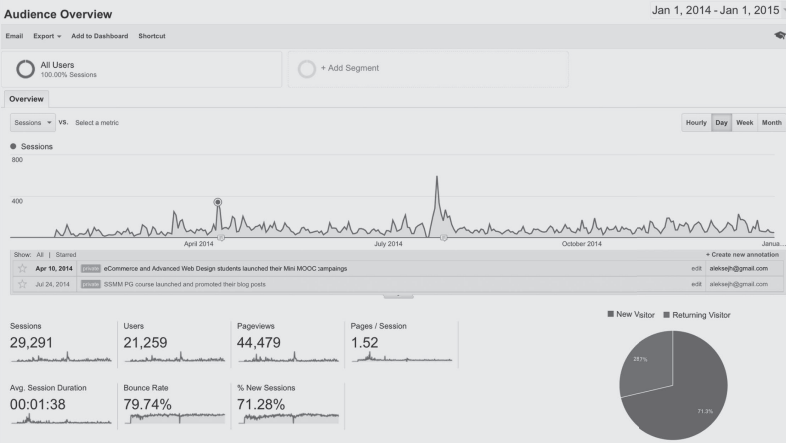 Audience Overview
Jan 1, 2014 - Jan 1, 2015
Email Export Add to Dashboard Shortcut
All Users
100.00% Sessions
+ Add Segment
Overview
Sessions VS. Select a metric
Hourly Day Week Month
Sessions
800
400
April 2014 July 2014 October 2014 Janua...
Show: All | Starred + Create new annotation
Apr 10, 2014 private eCommerce and Advanced Web Design students launched their Mini MOOC campaings edit aleksejh@gmail.com
Jul 24, 2014 private SSMM PG course launched and promoted their blog posts edit aleksejh@gmail.com
New Visitor Returning Visitor
Sessions
29,291
Users
21,259
Pageviews
44,479
Pages / Session
1.52
Avg. Session Duration
00:01:38
Bounce Rate
79.74%
% New Sessions
71.28%
28.7%
71.3%